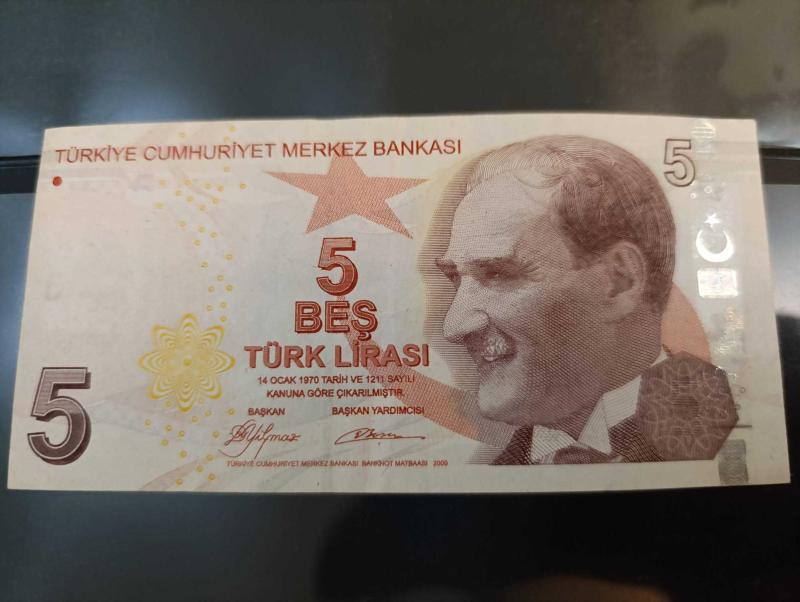 TÜRKİYE CUMHURİYET MERKEZ BANKASI
5
5
BEŞ
TÜRK LİRASI
14 OCAK 1970 TARİH VE 1211 SAYILI
KANUNA GÖRE ÇIKARILMIŞTIR.
BAŞKAN BAŞKAN YARDIMCISI
5
TÜRKİYE CUMHURİYET MERKEZ BANKASI BANKNOT MATBAASI 2009